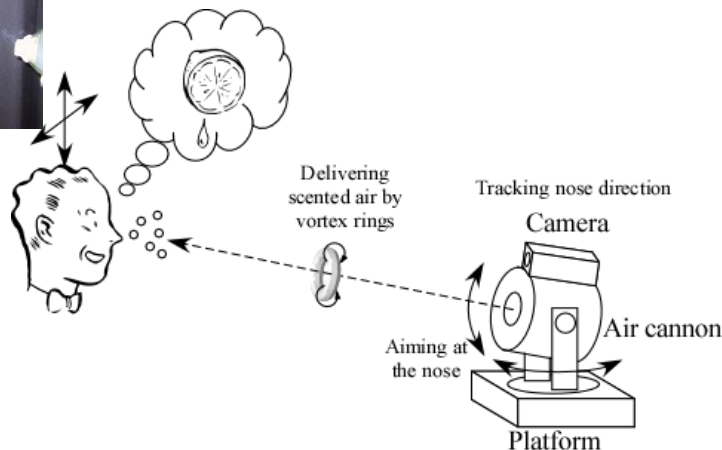 Delivering
scented air by
vortex rings
Tracking nose direction
Camera
Air cannon
Aiming at
the nose
Platform